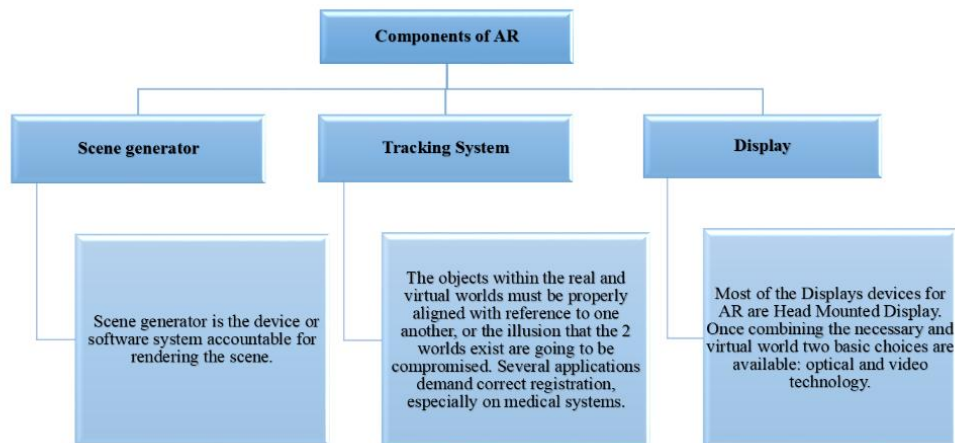 Components of AR
Scene generator
Tracking System
Display
Scene generator is the device or
software system accountable for
rendering the scene.
The objects within the real and
virtual worlds must be properly
aligned with reference to one
another, or the illusion that the 2
worlds exist are going to be
compromised. Several applications
demand correct registration,
especially on medical systems.
Most of the Displays devices for
AR are Head Mounted Display.
Once combining the necessary and
virtual world two basic choices are
available: optical and video
technology.